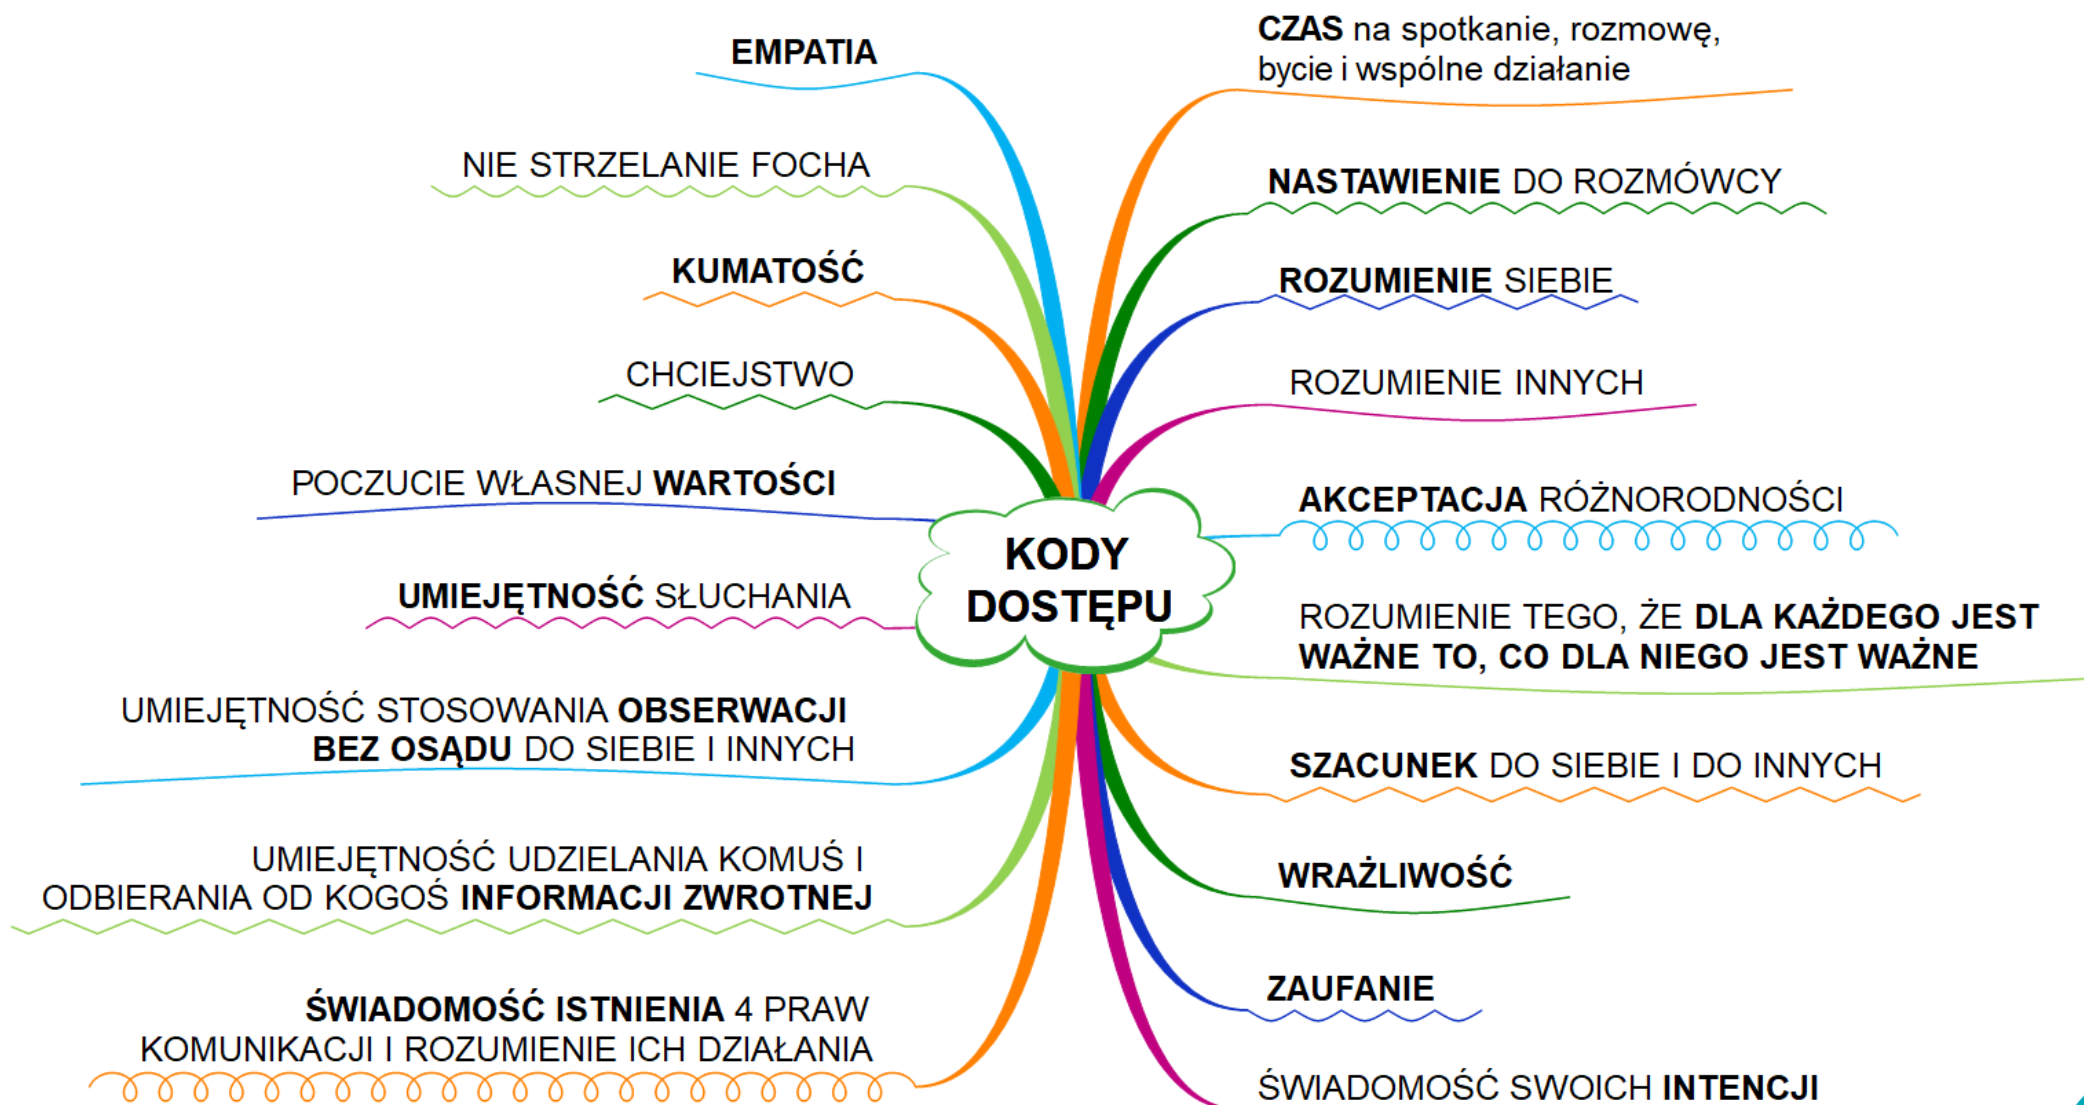 KODY
DOSTĘPU
CZAS na spotkanie, rozmowę,
bycie i wspólne działanie
NASTAWIENIE DO ROZMÓWCY
ROZUMIENIE SIEBIE
ROZUMIENIE INNYCH
AKCEPTACJA RÓŻNORODNOŚCI
ROZUMIENIE TEGO, ŻE DLA KAŻDEGO JEST
WAŻNE TO, CO DLA NIEGO JEST WAŻNE
SZACUNEK DO SIEBIE I DO INNYCH
WRAŻLIWOŚĆ
ZAUFANIE
ŚWIADOMOŚĆ SWOICH INTENCJI
EMPATIA
NIE STRZELANIE FOCHA
KUMATOŚĆ
CHCIEJSTWO
POCZUCIE WŁASNEJ WARTOŚCI
UMIEJĘTNOŚĆ SŁUCHANIA
UMIEJĘTNOŚĆ STOSOWANIA OBSERWACJI
BEZ OSĄDU DO SIEBIE I INNYCH
UMIEJĘTNOŚĆ UDZIELANIA KOMUŚ I
ODBIERANIA OD KOGOŚ INFORMACJI ZWROTNEJ
ŚWIADOMOŚĆ ISTNIENIA 4 PRAW
KOMUNIKACJI I ROZUMIENIE ICH DZIAŁANIA